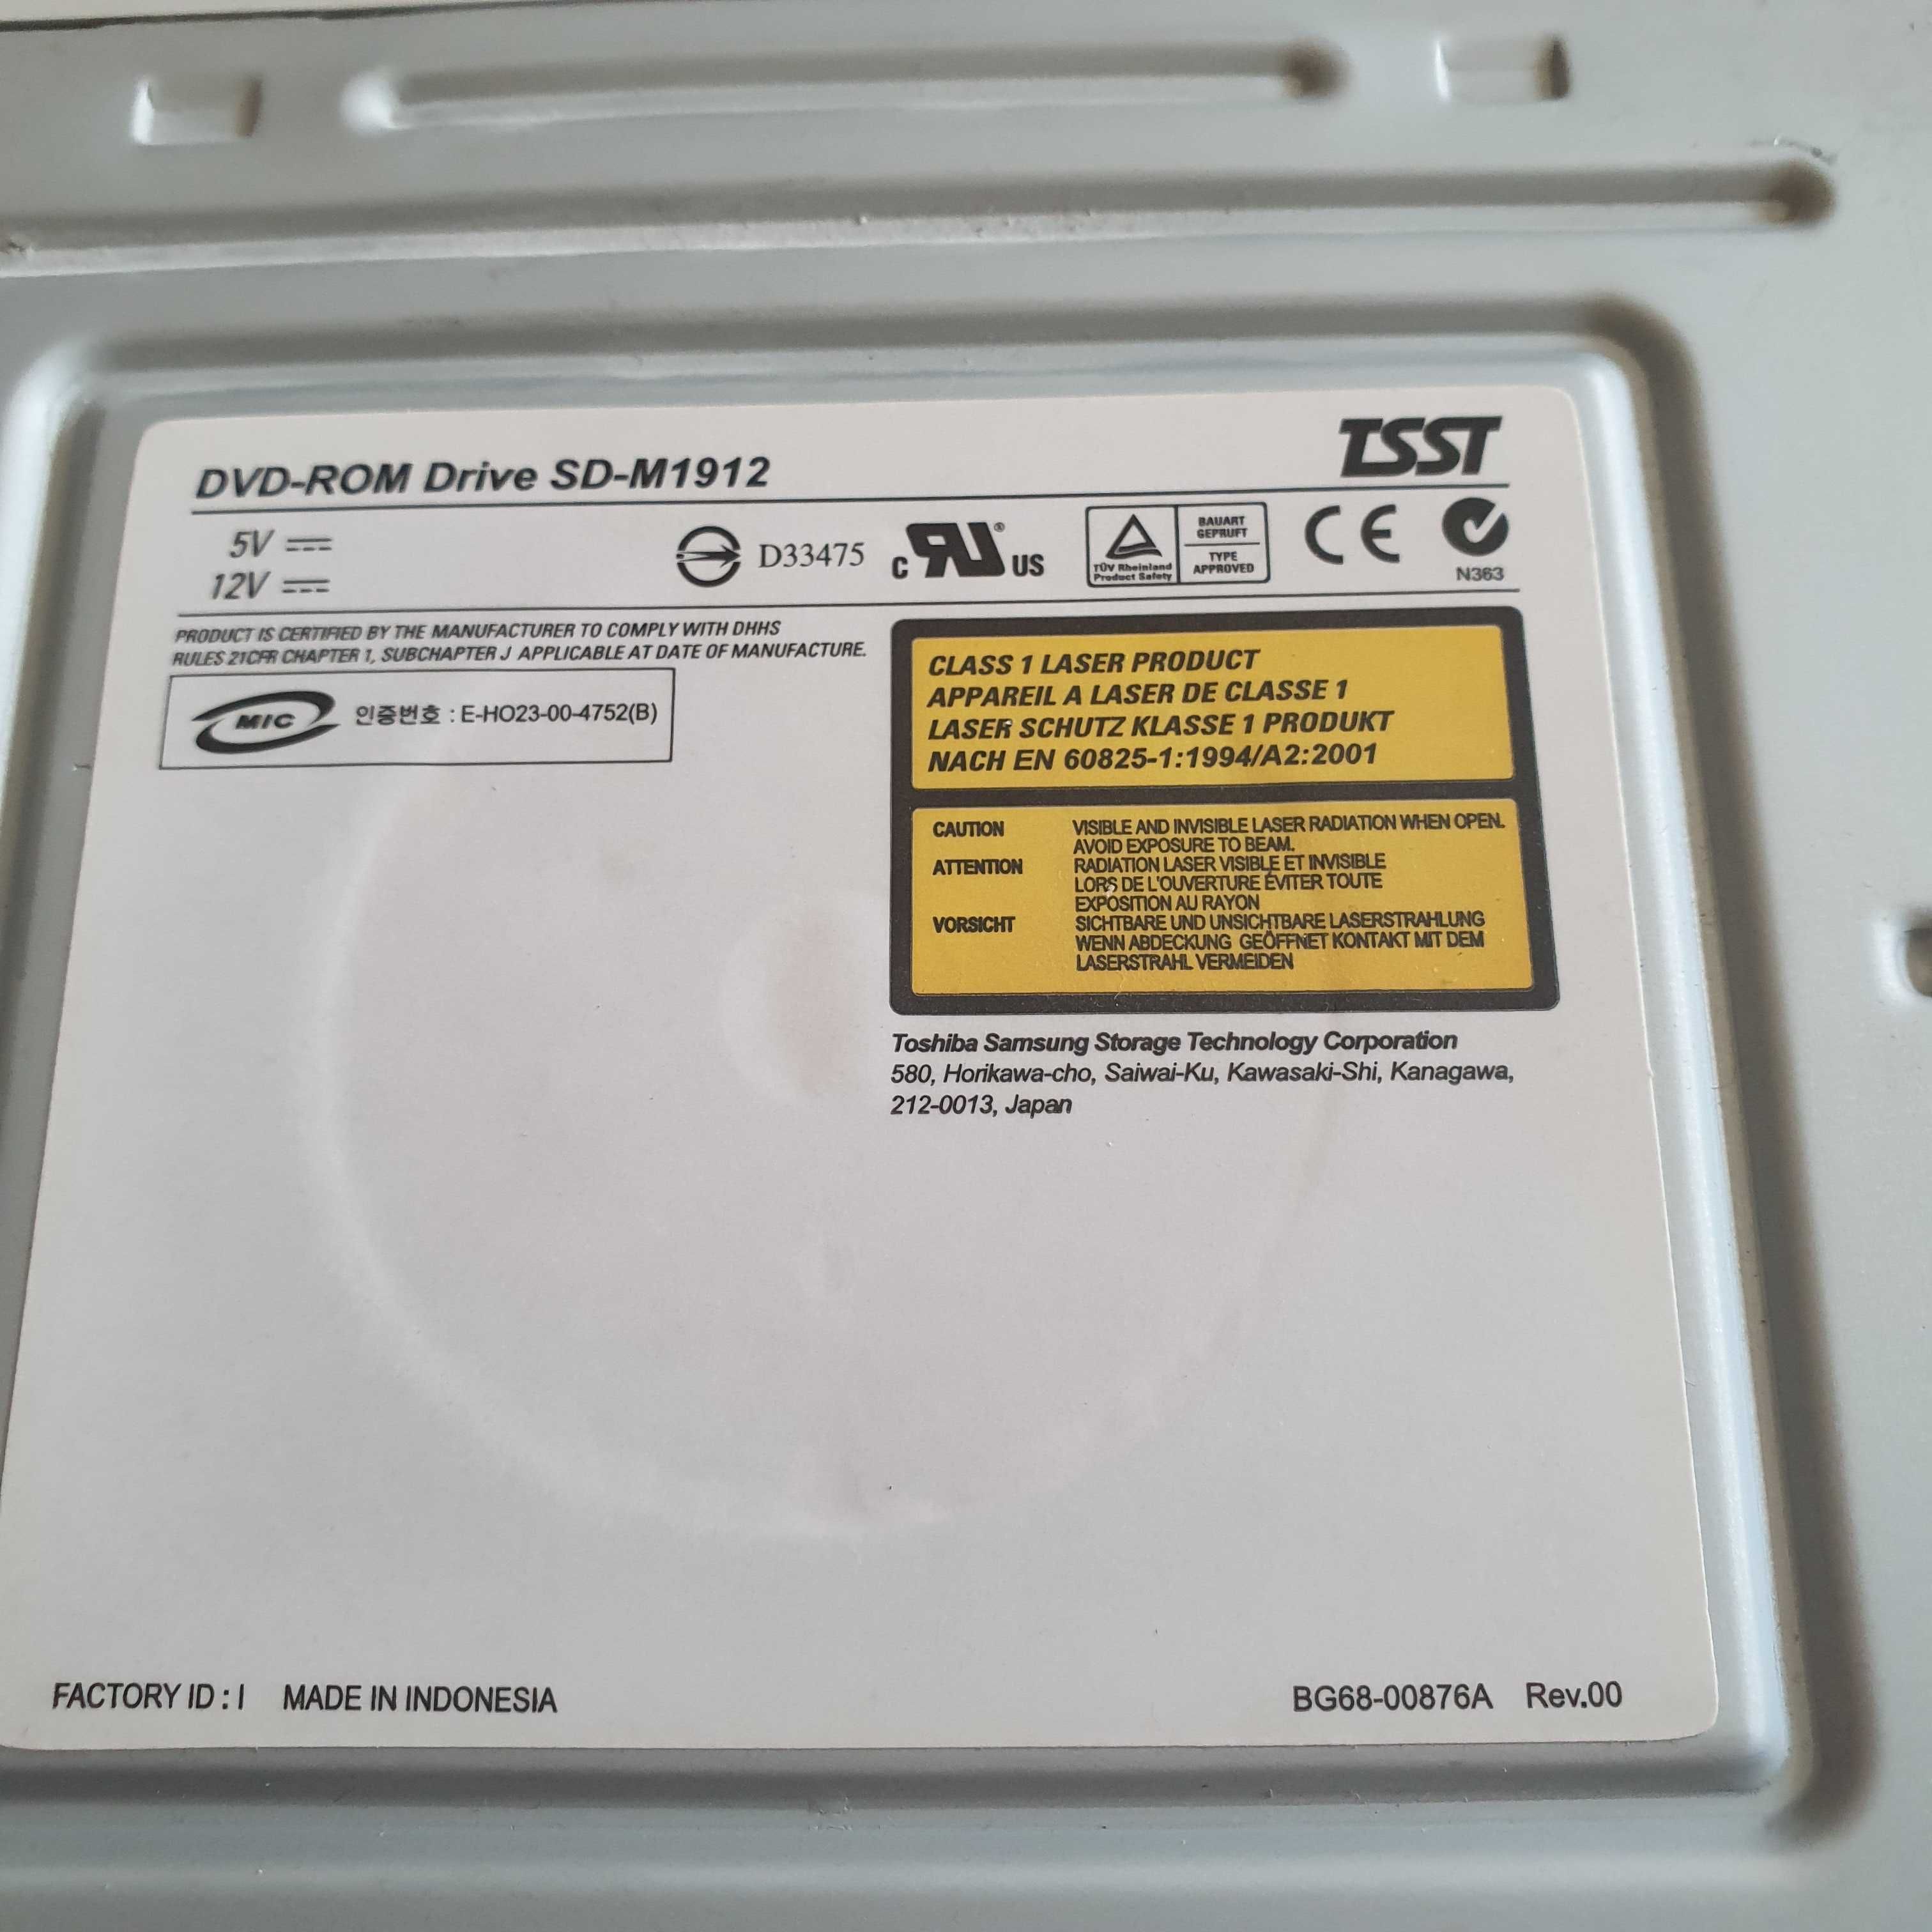 TSST
DVD-ROM Drive SD-M1912
5V
12V
D33475
c RU ® US
TÜV Rheinland
Product Safety
BAUART
GEPRUFT
TYPE
APPROVED
CE
N363
PRODUCT IS CERTIFIED BY THE MANUFACTURER TO COMPLY WITH DHHS
RULES 21CFR CHAPTER 1, SUBCHAPTER J APPLICABLE AT DATE OF MANUFACTURE.
MIC 인증번호 : E-HO23-00-4752(B)
CLASS 1 LASER PRODUCT
APPAREIL A LASER DE CLASSE 1
LASER SCHUTZ KLASSE 1 PRODUKT
NACH EN 60825-1:1994/A2:2001
CAUTION VISIBLE AND INVISIBLE LASER RADIATION WHEN OPEN.
AVOID EXPOSURE TO BEAM.
ATTENTION RADIATION LASER VISIBLE ET INVISIBLE
LORS DE L'OUVERTURE ÉVITER TOUTE
EXPOSITION AU RAYON
VORSICHT SICHTBARE UND UNSICHTBARE LASERSTRAHLUNG
WENN ABDECKUNG GEÖFFNET KONTAKT MIT DEM
LASERSTRAHL VERMEIDEN
Toshiba Samsung Storage Technology Corporation
580, Horikawa-cho, Saiwai-Ku, Kawasaki-Shi, Kanagawa,
212-0013, Japan
FACTORY ID : I MADE IN INDONESIA
BG68-00876A Rev.00